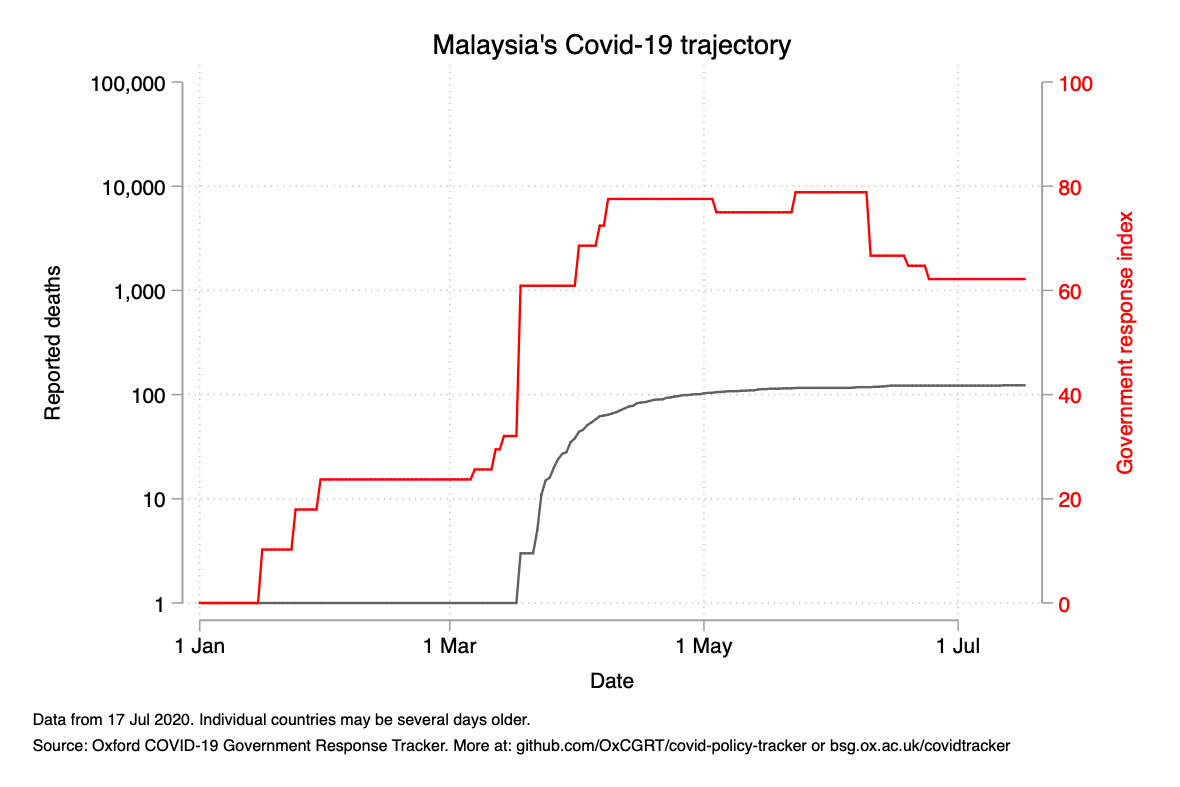 Malaysia's Covid-19 trajectory
100,000
10,000
1,000
100
10
1
Reported deaths
100
80
60
40
20
0
Government response index
1 Jan
1 Mar
1 May
1 Jul
Date
Data from 17 Jul 2020. Individual countries may be several days older.
Source: Oxford COVID-19 Government Response Tracker. More at: github.com/OxCGRT/covid-policy-tracker or bsg.ox.ac.uk/covidtracker